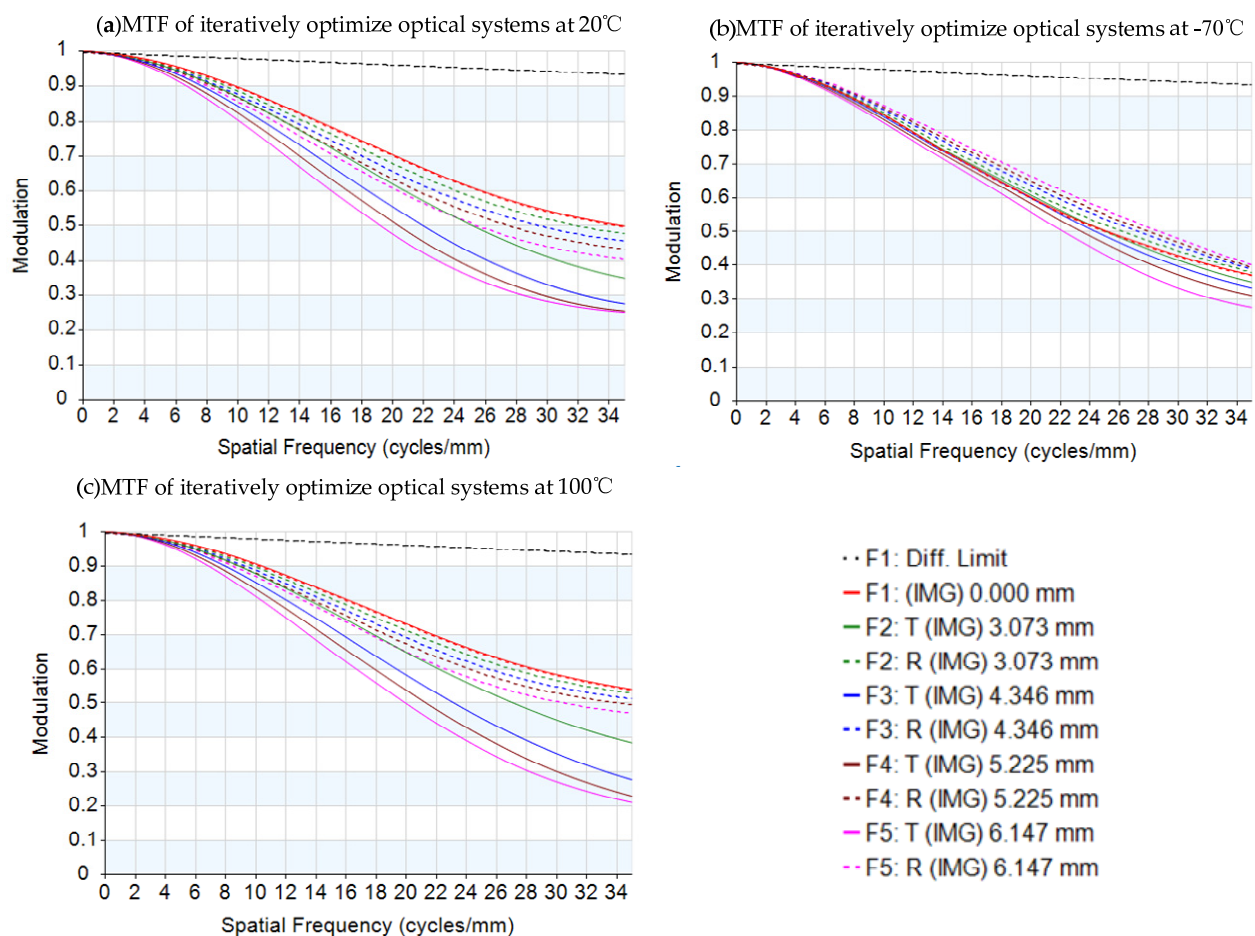 (a)MTF of iteratively optimize optical systems at 20℃
1
0.9
0.8
0.7
0.6
0.5
0.4
0.3
0.2
0.1
0
Modulation
0 2 4 6 8 10 12 14 16 18 20 22 24 26 28 30 32 34
Spatial Frequency (cycles/mm)
(b)MTF of iteratively optimize optical systems at -70℃
1
0.9
0.8
0.7
0.6
0.5
0.4
0.3
0.2
0.1
0
Modulation
0 2 4 6 8 10 12 14 16 18 20 22 24 26 28 30 32 34
Spatial Frequency (cycles/mm)
(c)MTF of iteratively optimize optical systems at 100℃
1
0.9
0.8
0.7
0.6
0.5
0.4
0.3
0.2
0.1
0
Modulation
0 2 4 6 8 10 12 14 16 18 20 22 24 26 28 30 32 34
Spatial Frequency (cycles/mm)
F1: Diff. Limit
F1: (IMG) 0.000 mm
F2: T (IMG) 3.073 mm
F2: R (IMG) 3.073 mm
F3: T (IMG) 4.346 mm
F3: R (IMG) 4.346 mm
F4: T (IMG) 5.225 mm
F4: R (IMG) 5.225 mm
F5: T (IMG) 6.147 mm
F5: R (IMG) 6.147 mm